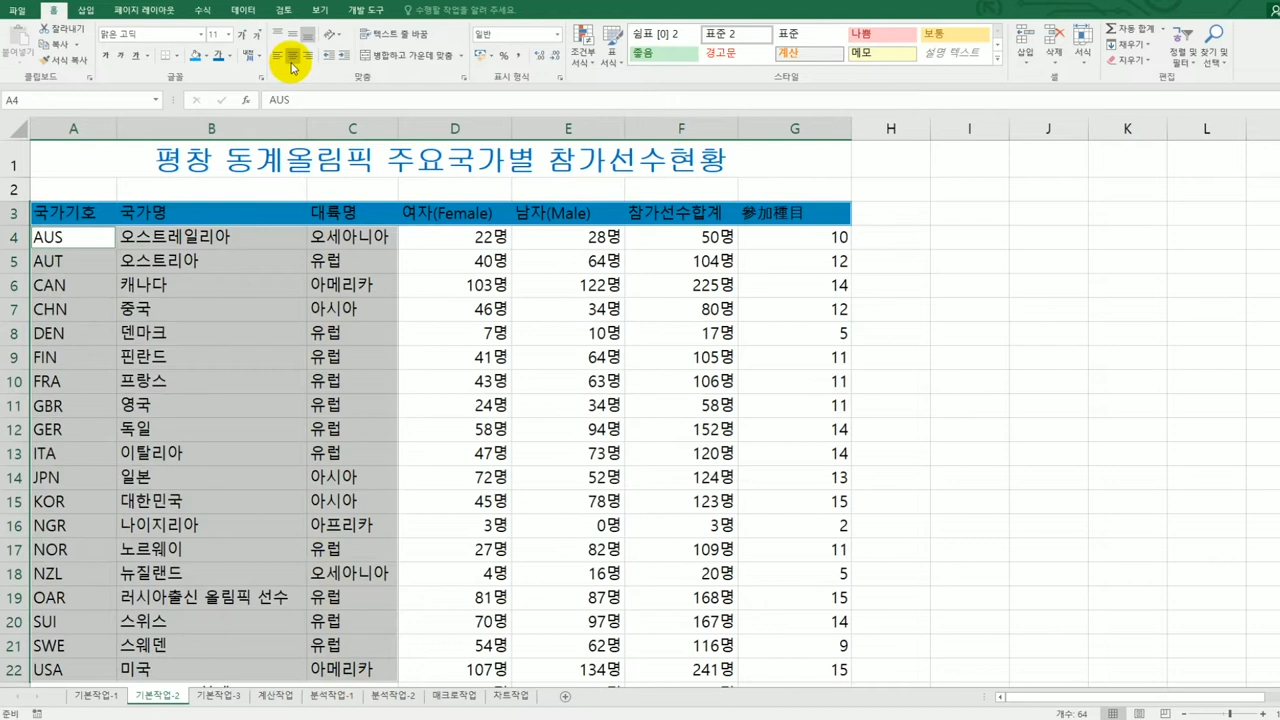 파일 홈 삽입 페이지 레이아웃 수식 데이터 검토 보기 개발 도구 수행할 작업을 알려 주세요.
붙여넣기 잘라내기 복사 서식 복사 클립보드
맑은 고딕 11 가 가 가 가 가 글꼴
텍스트 줄 바꿈 병합하고 가운데 맞춤 맞춤
일반 % 표시 형식
조건부 서식 표 서식
쉼표 [0] 2 표준 2 표준 나쁨 보통
좋음 경고문 계산 메모 설명 텍스트
스타일
삽입 삭제 서식 셀
자동 합계 채우기 지우기 정렬 및 필터 찾기 및 선택 편집
A4 fx AUS
A B C D E F G H I J K L
1 평창 동계올림픽 주요국가별 참가선수현황
2
3 국가기호 국가명 대륙명 여자(Female) 남자(Male) 참가선수합계 參加種目
4 AUS 오스트레일리아 오세아니아 22명 28명 50명 10
5 AUT 오스트리아 유럽 40명 64명 104명 12
6 CAN 캐나다 아메리카 103명 122명 225명 14
7 CHN 중국 아시아 46명 34명 80명 12
8 DEN 덴마크 유럽 7명 10명 17명 5
9 FIN 핀란드 유럽 41명 64명 105명 11
10 FRA 프랑스 유럽 43명 63명 106명 11
11 GBR 영국 유럽 24명 34명 58명 11
12 GER 독일 유럽 58명 94명 152명 14
13 ITA 이탈리아 유럽 47명 73명 120명 14
14 JPN 일본 아시아 72명 52명 124명 13
15 KOR 대한민국 아시아 45명 78명 123명 15
16 NGR 나이지리아 아프리카 3명 0명 3명 2
17 NOR 노르웨이 유럽 27명 82명 109명 11
18 NZL 뉴질랜드 오세아니아 4명 16명 20명 5
19 OAR 러시아출신 올림픽 선수 유럽 81명 87명 168명 15
20 SUI 스위스 유럽 70명 97명 167명 14
21 SWE 스웨덴 유럽 54명 62명 116명 9
22 USA 미국 아메리카 107명 134명 241명 15
기본작업-1 기본작업-2 기본작업-3 계산작업 분석작업-1 분석작업-2 매크로작업 차트작업
준비 개수: 64